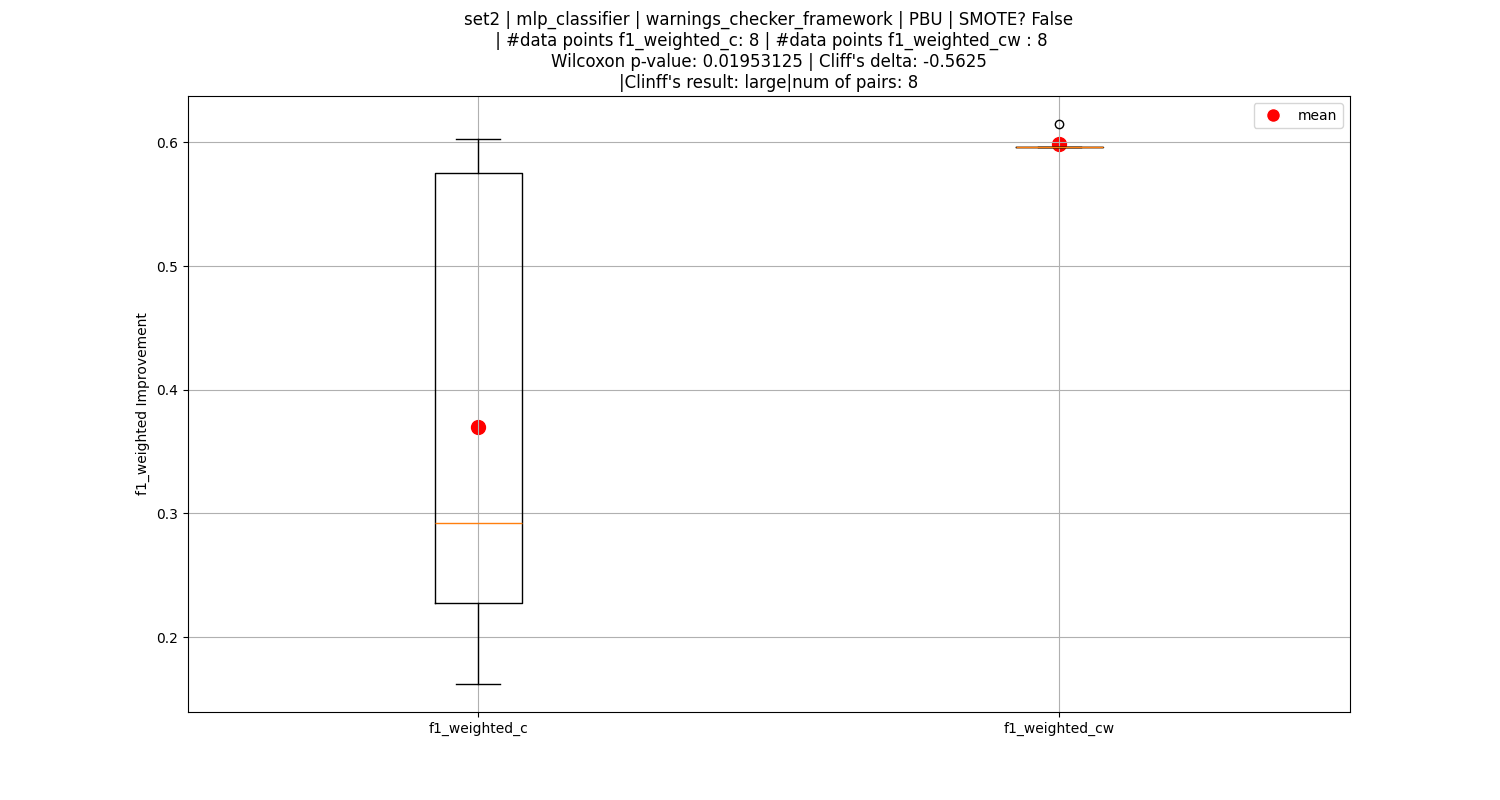 set2 | mlp_classifier | warnings_checker_framework | PBU | SMOTE? False
| #data points f1_weighted_c: 8 | #data points f1_weighted_cw : 8
Wilcoxon p-value: 0.01953125 | Cliff's delta: -0.5625
|Clinff's result: large|num of pairs: 8
mean
0.6
0.5
0.4
0.3
0.2
f1_weighted Improvement
f1_weighted_c
f1_weighted_cw